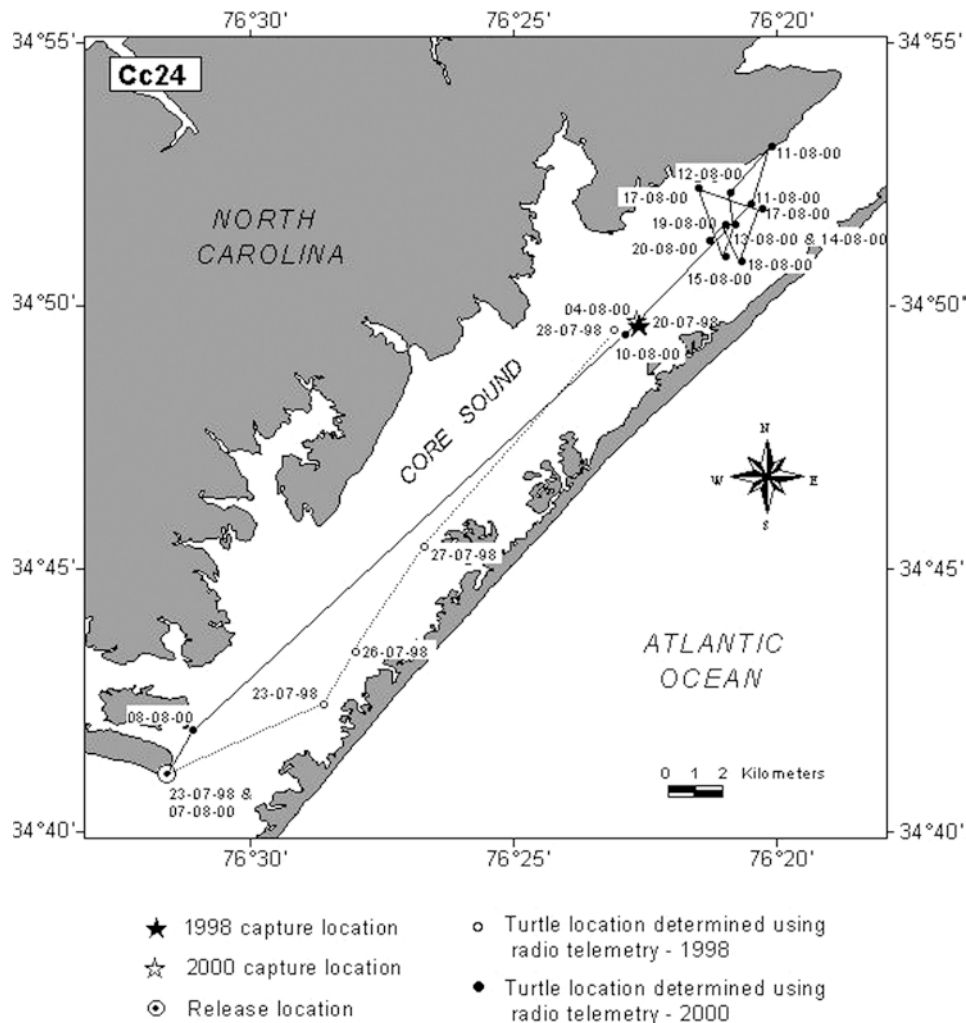 76°30'
76°25'
76°20'
34°55'
34°55'
Cc24
11-08-00
12-08-00
17-08-00
11-08-00
17-08-00
NORTH
CAROLINA
19-08-00
13-08-00 & 14-08-00
20-08-00
18-08-00
15-08-00
34°50'
34°50'
04-08-00
28-07-98
20-07-98
10-08-00
CORE SOUND
N
W
E
S
27-07-98
34°45'
34°45'
ATLANTIC
OCEAN
26-07-98
23-07-98
08-08-00
0 1 2 Kilometers
23-07-98 &
07-08-00
34°40'
34°40'
76°30'
76°25'
76°20'
1998 capture location
2000 capture location
Release location
Turtle location determined using
radio telemetry - 1998
Turtle location determined using
radio telemetry - 2000